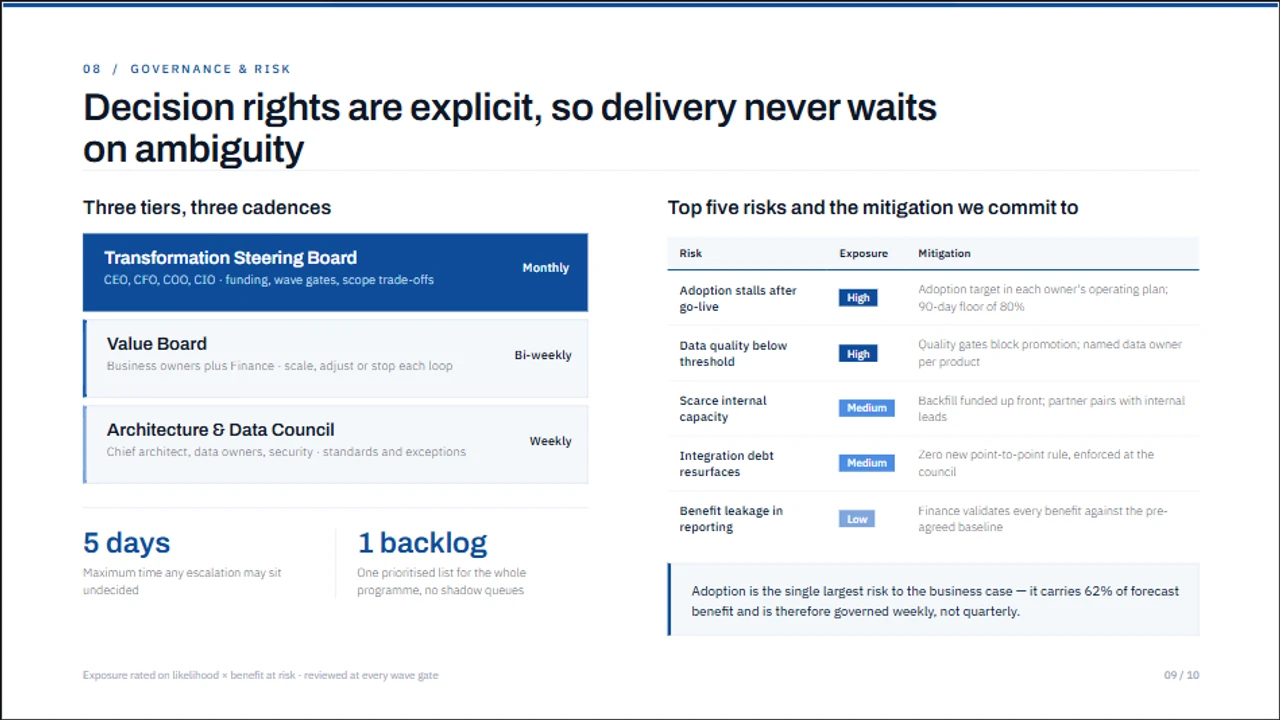 08 / GOVERNANCE & RISK
Decision rights are explicit, so delivery never waits
on ambiguity
Three tiers, three cadences
Transformation Steering Board
CEO, CFO, COO, CIO · funding, wave gates, scope trade-offs
Monthly
Value Board
Business owners plus Finance · scale, adjust or stop each loop
Bi-weekly
Architecture & Data Council
Chief architect, data owners, security · standards and exceptions
Weekly
5 days
Maximum time any escalation may sit
undecided
1 backlog
One prioritised list for the whole
programme, no shadow queues
Top five risks and the mitigation we commit to
Risk Exposure Mitigation
Adoption stalls after
go-live
High
Adoption target in each owner's operating plan;
90-day floor of 80%
Data quality below
threshold
High
Quality gates block promotion; named data owner
per product
Scarce internal
capacity
Medium
Backfill funded up front; partner pairs with internal
leads
Integration debt
resurfaces
Medium
Zero new point-to-point rule, enforced at the
council
Benefit leakage in
reporting
Low
Finance validates every benefit against the pre-
agreed baseline
Adoption is the single largest risk to the business case — it carries 62% of forecast
benefit and is therefore governed weekly, not quarterly.
Exposure rated on likelihood × benefit at risk · reviewed at every wave gate
09 / 10